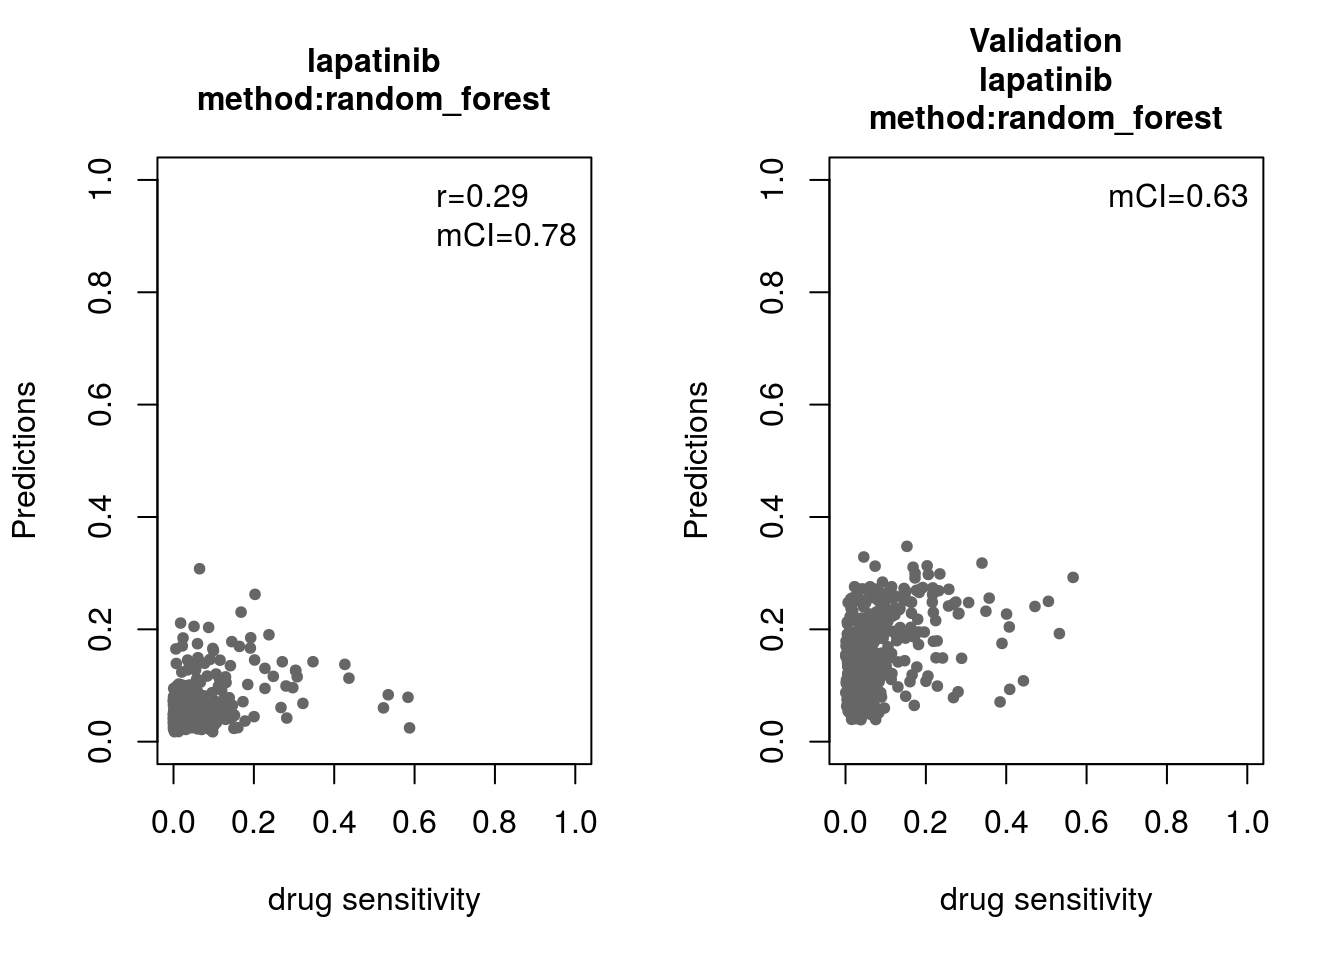 lapatinib
method:random_forest
r=0.29
mCI=0.78
1.0
0.8
0.6
0.4
0.2
0.0
Predictions
0.0 0.2 0.4 0.6 0.8 1.0
drug sensitivity
Validation
lapatinib
method:random_forest
mCI=0.63
1.0
0.8
0.6
0.4
0.2
0.0
Predictions
0.0 0.2 0.4 0.6 0.8 1.0
drug sensitivity